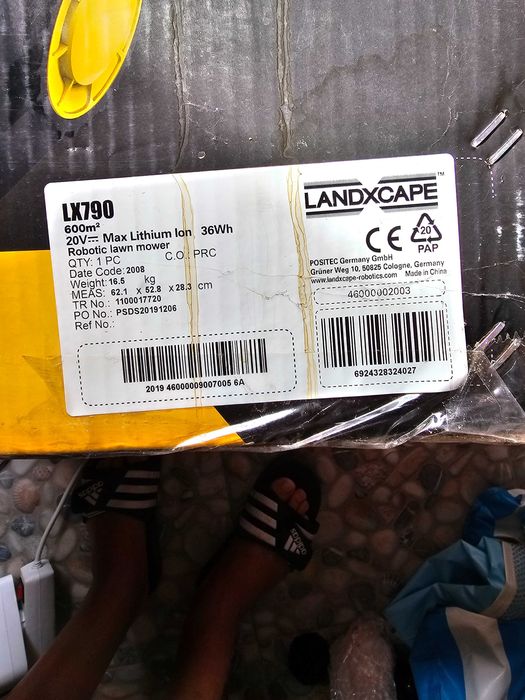 LX790
600m²
20V⎓ Max Lithium Ion 36Wh
Robotic lawn mower
QTY: 1 PC C.O.: PRC
Date Code: 2008
Weight: 16.5 kg
MEAS: 62.1 x 52.8 x 28.3 cm
TR No.: 1100017720
PO No.: PSDS20191206
Ref No.:
2019 46000009007005 6A
LANDXCAPE™
CE 20
PAP
POSITEC Germany GmbH
Grüner Weg 10, 50825 Cologne, Germany
www.landxcape-robotics.com Made in China
46000002003
6924328324027
adidas
adidas